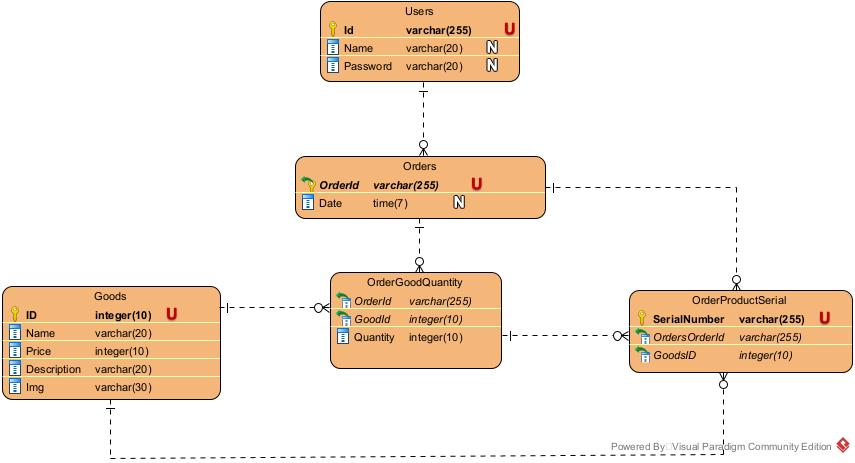 Users
Id varchar(255) U
Name varchar(20) N
Password varchar(20) N
Orders
OrderId varchar(255) U
Date time(7) N
OrderGoodQuantity
OrderId varchar(255)
GoodId integer(10)
Quantity integer(10)
Goods
ID integer(10) U
Name varchar(20)
Price integer(10)
Description varchar(20)
Img varchar(30)
OrderProductSerial
SerialNumber varchar(255) U
OrdersOrderId varchar(255)
GoodsID integer(10)
Powered By Visual Paradigm Community Edition